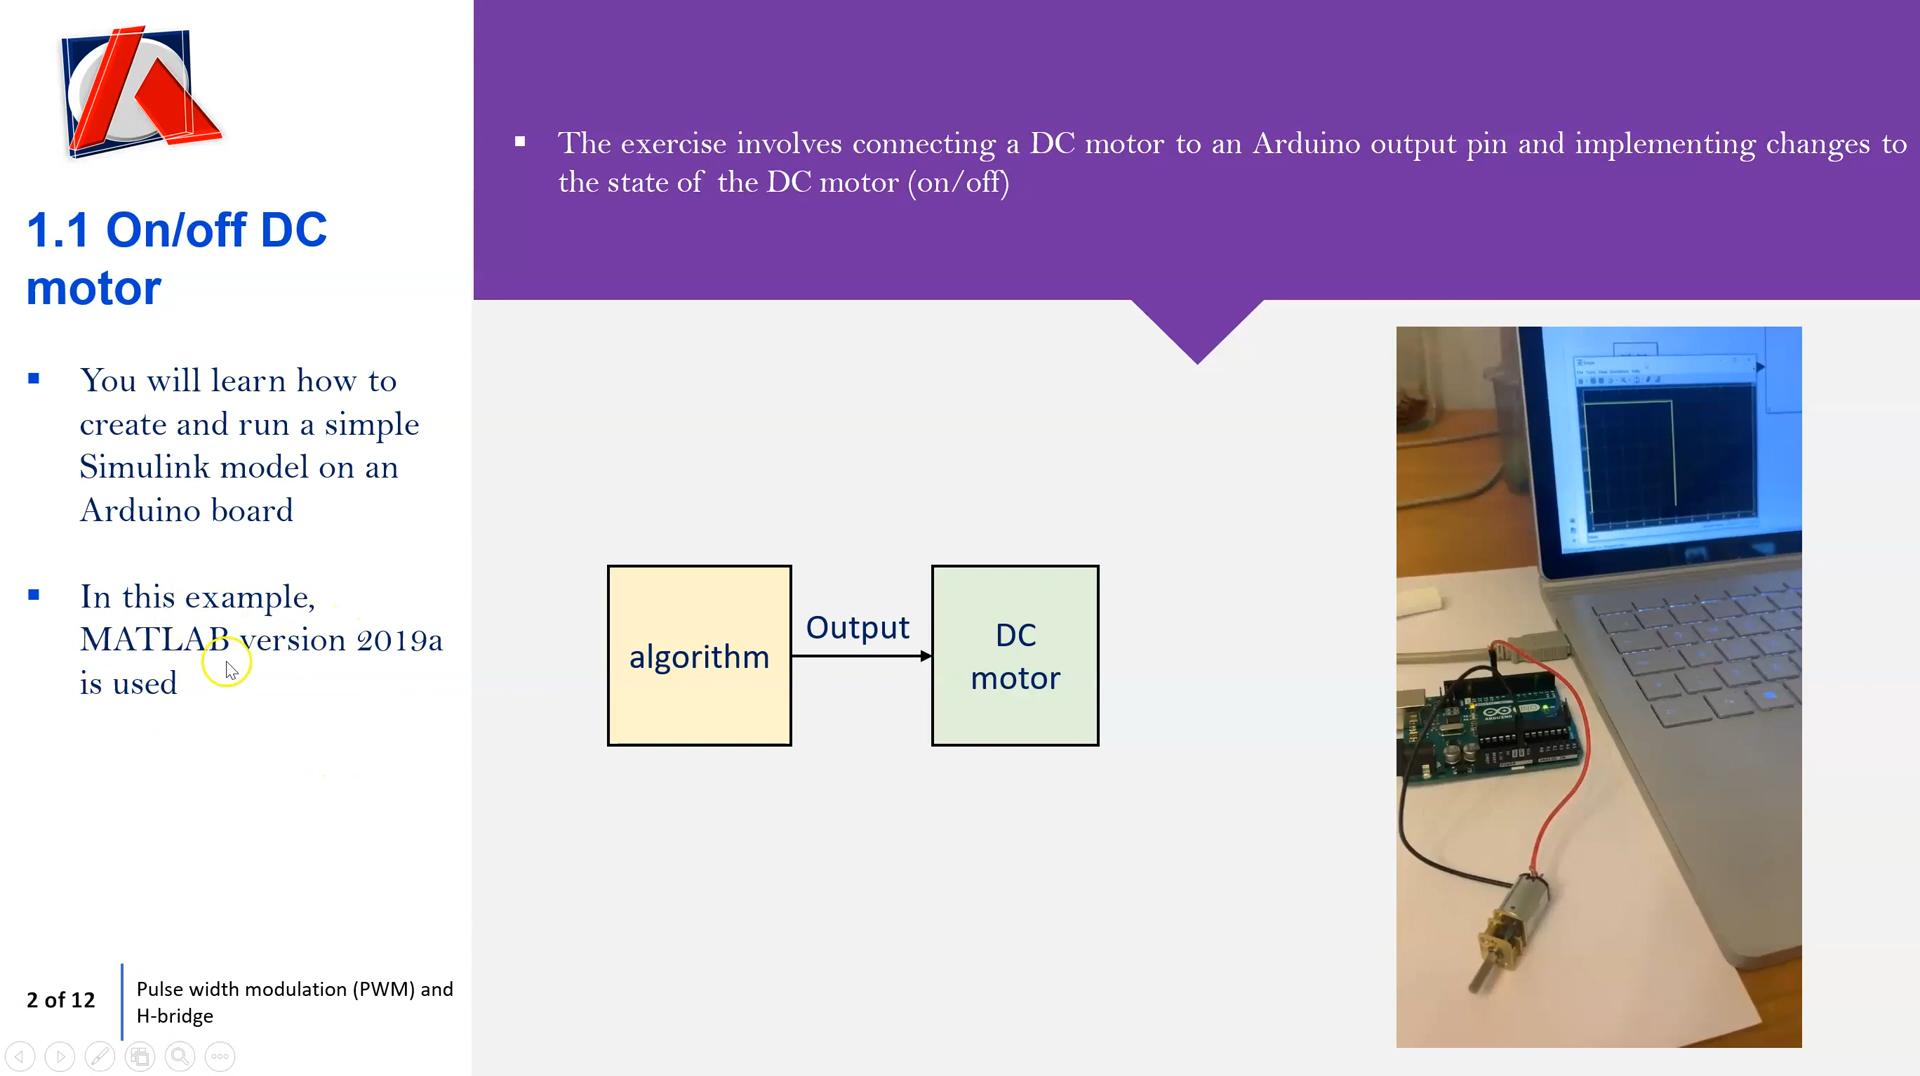 1.1 On/off DC
motor
You will learn how to
create and run a simple
Simulink model on an
Arduino board
In this example,
MATLAB version 2019a
is used
2 of 12
Pulse width modulation (PWM) and
H-bridge
The exercise involves connecting a DC motor to an Arduino output pin and implementing changes to
the state of the DC motor (on/off)
algorithm
Output
DC
motor